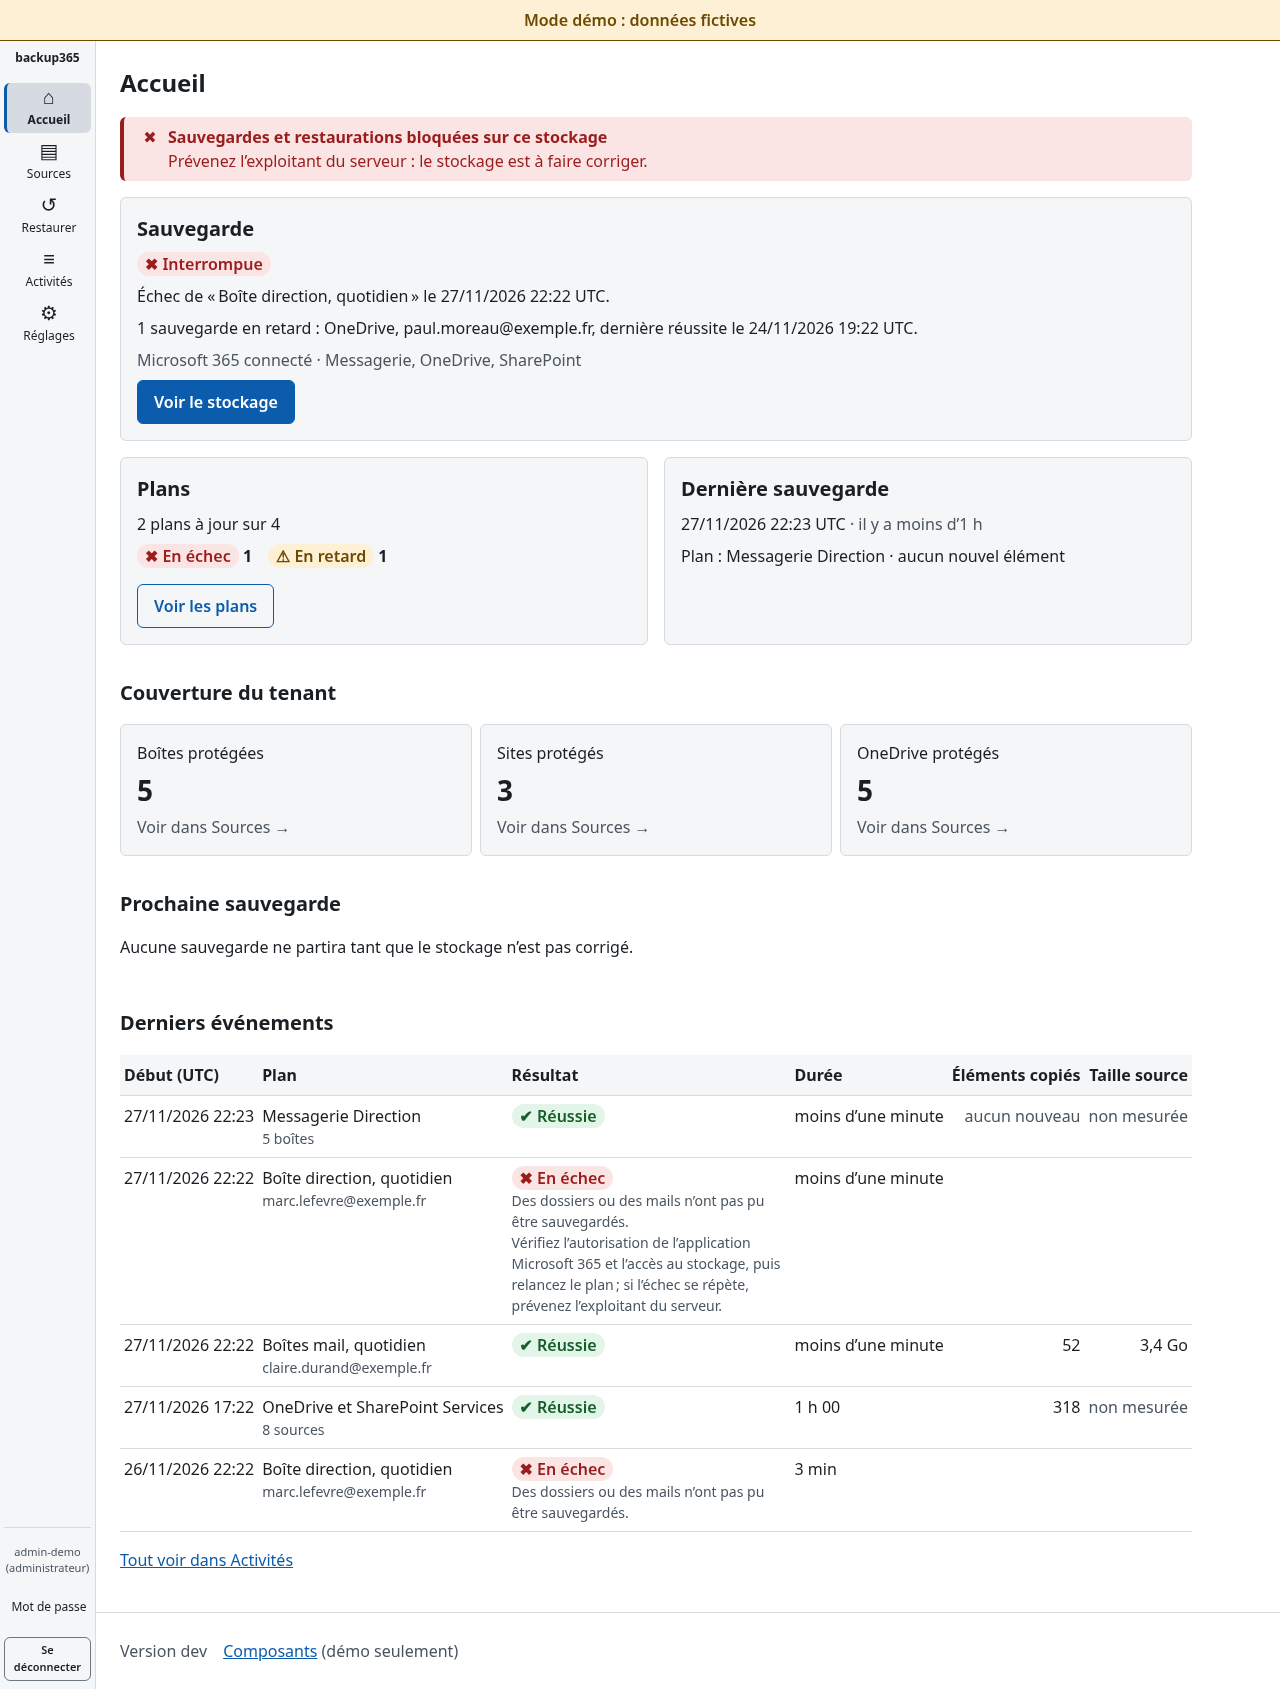 Mode démo : données fictives
backup365
Accueil
Sources
Restaurer
Activités
Réglages
admin-demo
(administrateur)
Mot de passe
Se
déconnecter
Accueil
✖ Sauvegardes et restaurations bloquées sur ce stockage
Prévenez l’exploitant du serveur : le stockage est à faire corriger.
Sauvegarde
✖ Interrompue
Échec de « Boîte direction, quotidien » le 27/11/2026 22:22 UTC.
1 sauvegarde en retard : OneDrive, paul.moreau@exemple.fr, dernière réussite le 24/11/2026 19:22 UTC.
Microsoft 365 connecté · Messagerie, OneDrive, SharePoint
Voir le stockage
Plans
2 plans à jour sur 4
✖ En échec 1 ⚠ En retard 1
Voir les plans
Dernière sauvegarde
27/11/2026 22:23 UTC · il y a moins d’1 h
Plan : Messagerie Direction · aucun nouvel élément
Couverture du tenant
Boîtes protégées
5
Voir dans Sources →
Sites protégés
3
Voir dans Sources →
OneDrive protégés
5
Voir dans Sources →
Prochaine sauvegarde
Aucune sauvegarde ne partira tant que le stockage n’est pas corrigé.
Derniers événements
Début (UTC) Plan Résultat Durée Éléments copiés Taille source
27/11/2026 22:23 Messagerie Direction ✔ Réussie moins d’une minute aucun nouveau non mesurée
5 boîtes
27/11/2026 22:22 Boîte direction, quotidien ✖ En échec moins d’une minute
marc.lefevre@exemple.fr Des dossiers ou des mails n’ont pas pu
être sauvegardés.
Vérifiez l’autorisation de l’application
Microsoft 365 et l’accès au stockage, puis
relancez le plan ; si l’échec se répète,
prévenez l’exploitant du serveur.
27/11/2026 22:22 Boîtes mail, quotidien ✔ Réussie moins d’une minute 52 3,4 Go
claire.durand@exemple.fr
27/11/2026 17:22 OneDrive et SharePoint Services ✔ Réussie 1 h 00 318 non mesurée
8 sources
26/11/2026 22:22 Boîte direction, quotidien ✖ En échec 3 min
marc.lefevre@exemple.fr Des dossiers ou des mails n’ont pas pu
être sauvegardés.
Tout voir dans Activités
Version dev Composants (démo seulement)